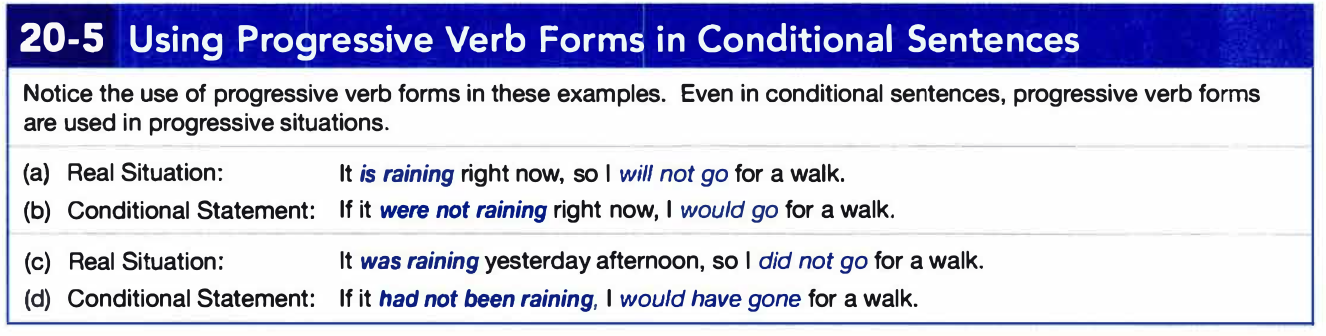 20-5 Using Progressive Verb Forms in Conditional Sentences
Notice the use of progressive verb forms in these examples. Even in conditional sentences, progressive verb forms
are used in progressive situations.
(a) Real Situation: It is raining right now, so I will not go for a walk.
(b) Conditional Statement: If it were not raining right now, I would go for a walk.
(c) Real Situation: It was raining yesterday afternoon, so I did not go for a walk.
(d) Conditional Statement: If it had not been raining, I would have gone for a walk.